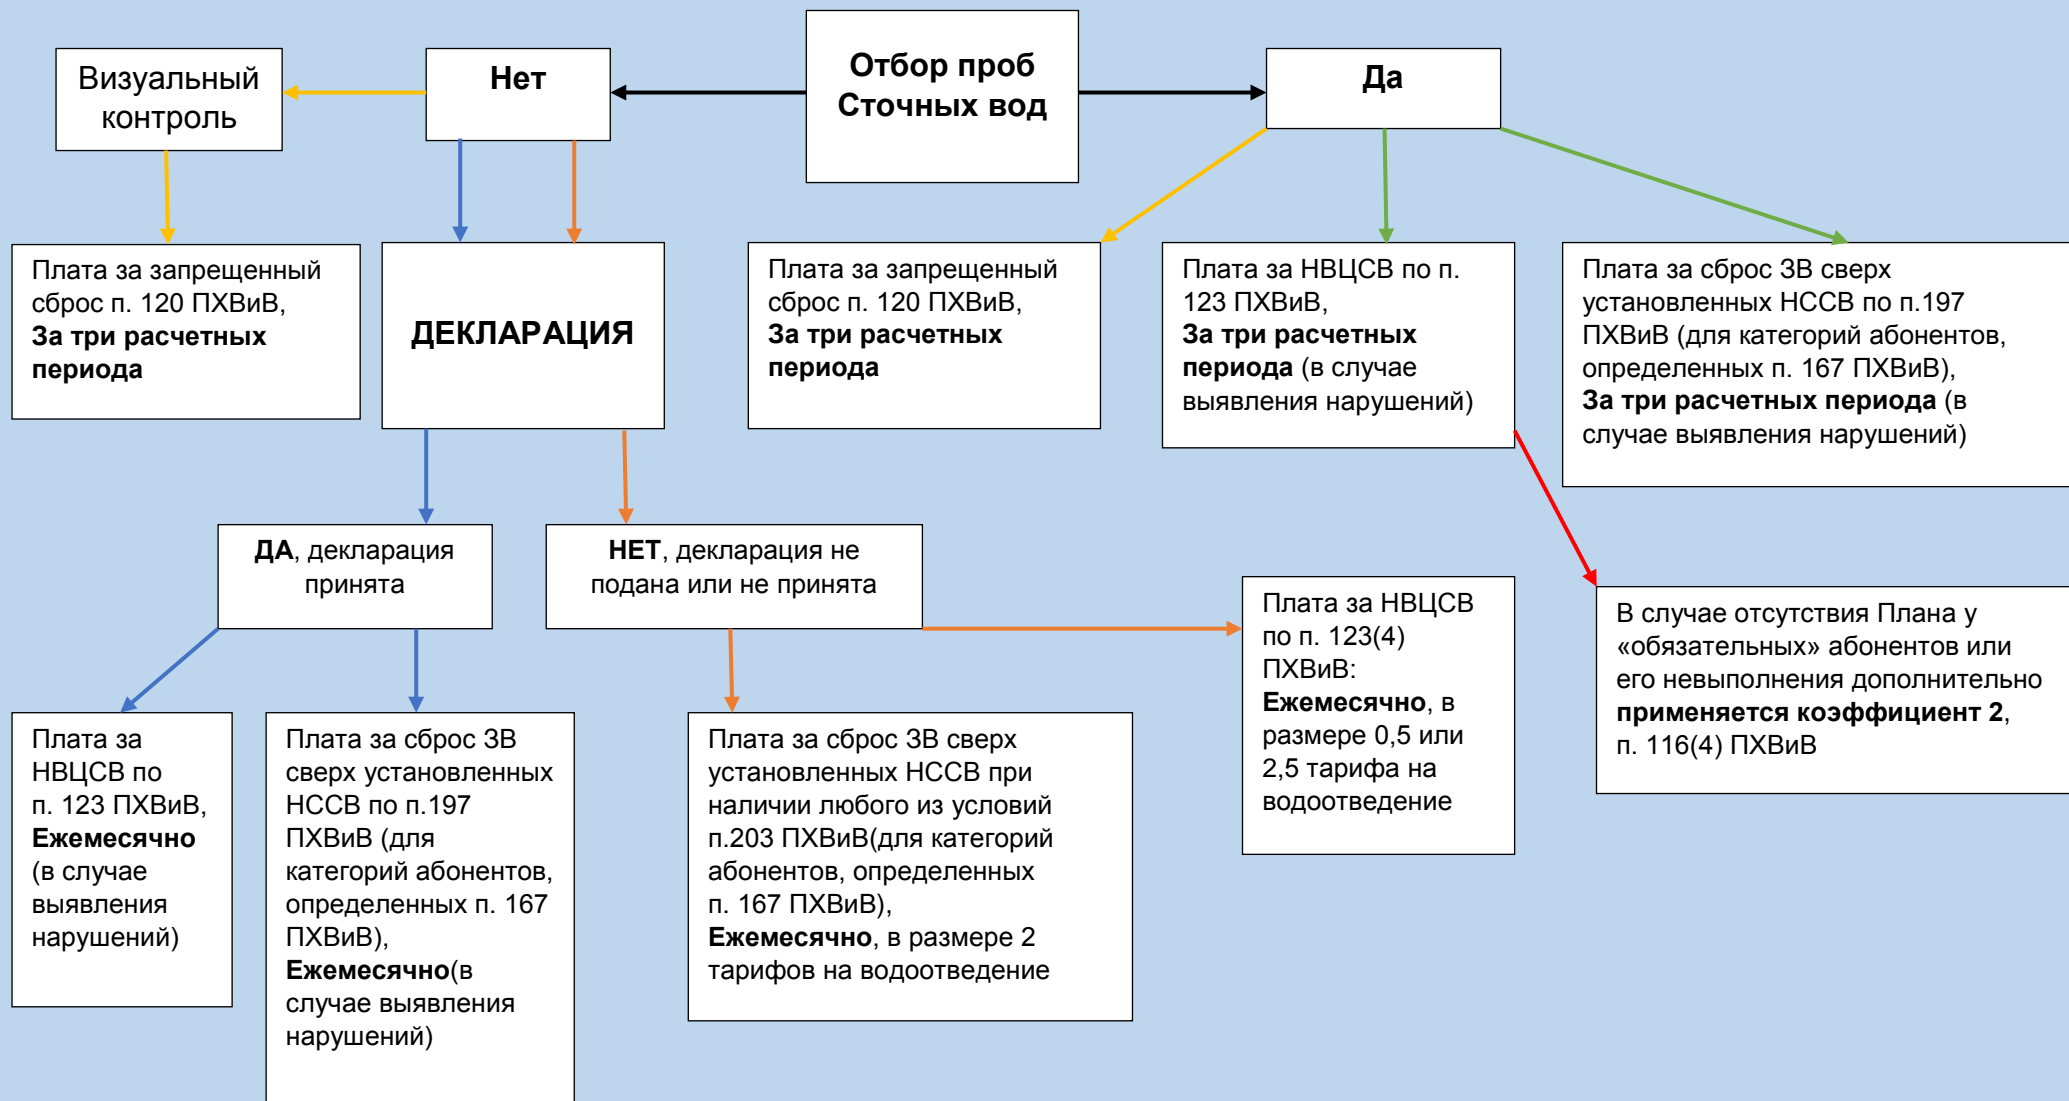 Визуальный
контроль
Нет
Отбор проб
Сточных вод
Да
Плата за запрещенный
сброс п. 120 ПХВиВ,
За три расчетных
периода
ДЕКЛАРАЦИЯ
Плата за запрещенный
сброс п. 120 ПХВиВ,
За три расчетных
периода
Плата за НВЦСВ по п.
123 ПХВиВ,
За три расчетных
периода (в случае
выявления нарушений)
Плата за сброс ЗВ сверх
установленных НССВ по п.197
ПХВиВ (для категорий абонентов,
определенных п. 167 ПХВиВ),
За три расчетных периода (в
случае выявления нарушений)
ДА, декларация
принята
НЕТ, декларация не
подана или не принята
Плата за НВЦСВ
по п. 123(4)
ПХВиВ:
Ежемесячно, в
размере 0,5 или
2,5 тарифа на
водоотведение
В случае отсутствия Плана у
«обязательных» абонентов или
его невыполнения дополнительно
применяется коэффициент 2,
п. 116(4) ПХВиВ
Плата за
НВЦСВ по
п. 123 ПХВиВ,
Ежемесячно
(в случае
выявления
нарушений)
Плата за сброс ЗВ
сверх установленных
НССВ по п.197
ПХВиВ (для
категорий абонентов,
определенных п. 167
ПХВиВ),
Ежемесячно(в
случае выявления
нарушений)
Плата за сброс ЗВ сверх
установленных НССВ при
наличии любого из условий
п.203 ПХВиВ(для категорий
абонентов, определенных
п. 167 ПХВиВ),
Ежемесячно, в размере 2
тарифов на водоотведение